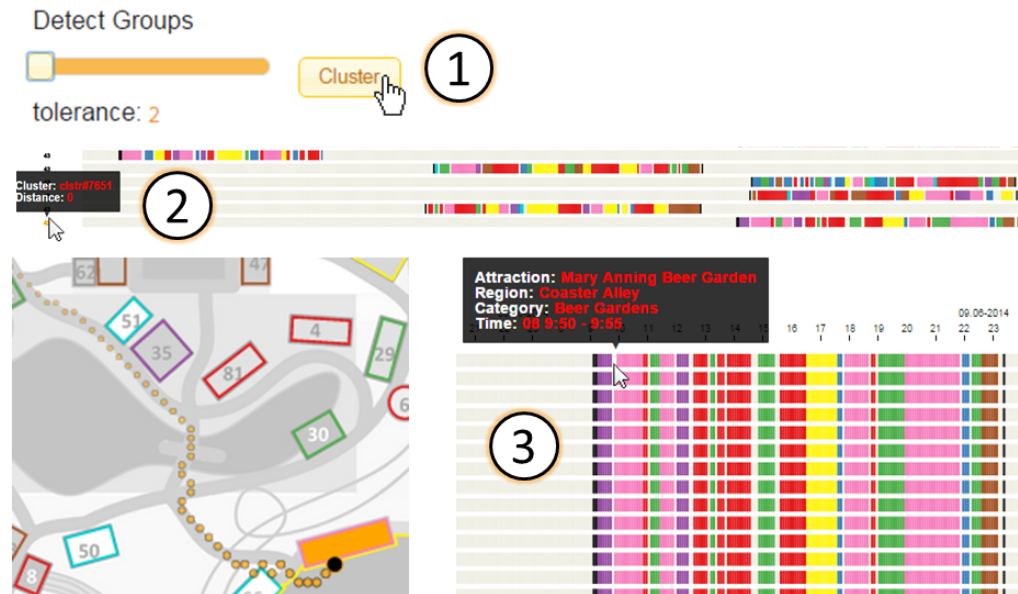 Detect Groups
Cluster
1
tolerance: 2
43
Cluster: clstr#7651
Distance: 0
2
62
47
51
35
4
29
81
6
30
50
8
Attraction: Mary Anning Beer Garden
Region: Coaster Alley
Category: Beer Gardens
Time: 08 9:50 - 9:55
09.06-2014
11 12 13 14 15 16 17 18 19 20 21 22 23
3